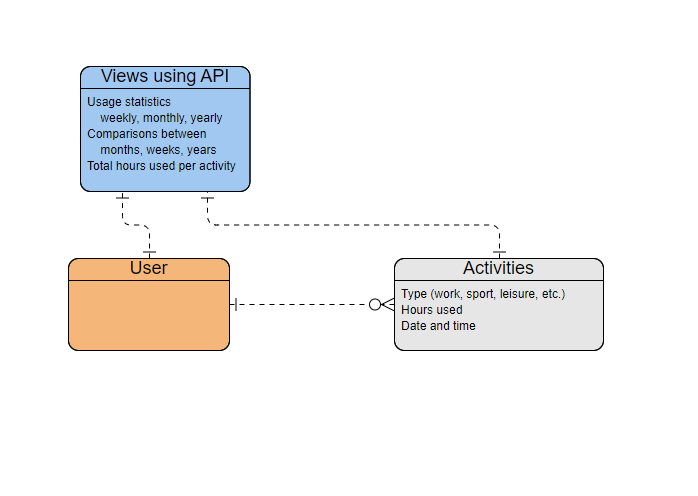 Views using API
Usage statistics
weekly, monthly, yearly
Comparisons between
months, weeks, years
Total hours used per activity
User
Activities
Type (work, sport, leisure, etc.)
Hours used
Date and time